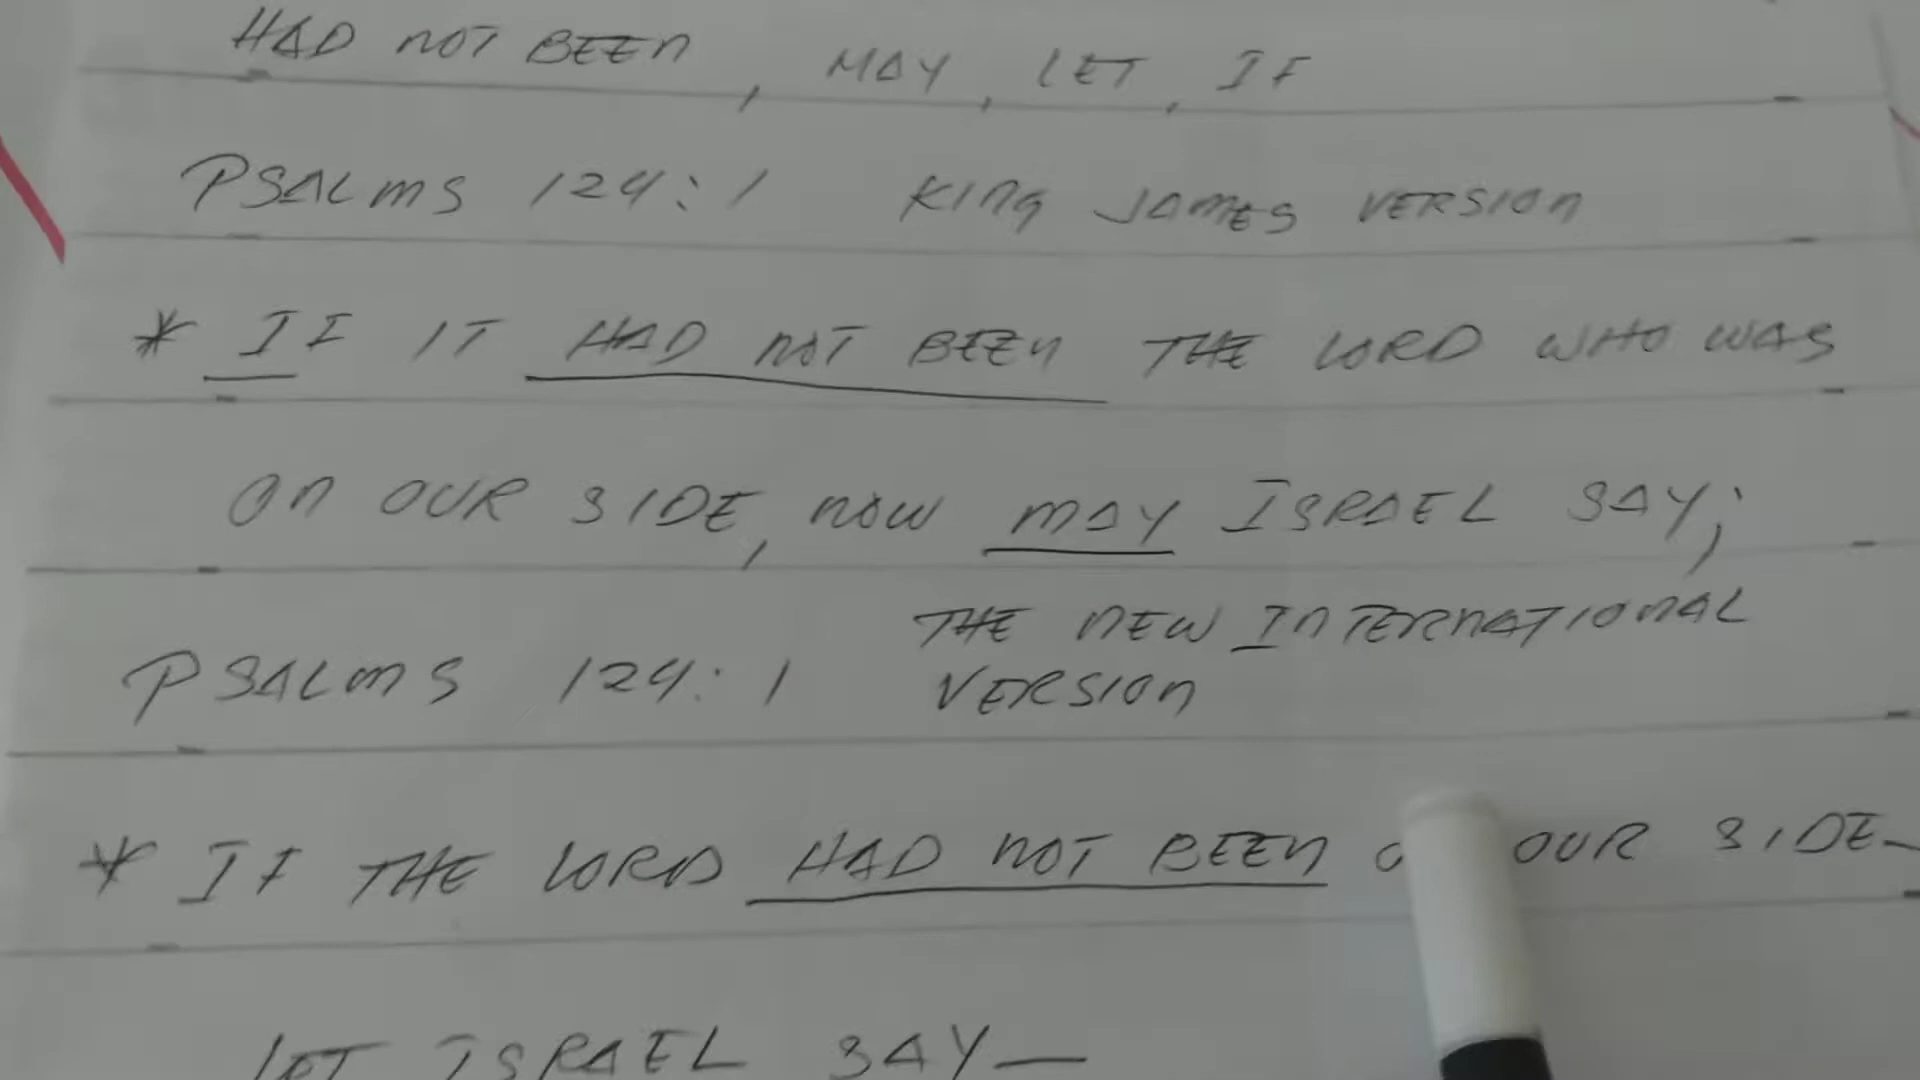 HAD NOT BEEN, MAY, LET, IF
PSALMS 124:1 KING JAMES VERSION
* IF IT HAD NOT BEEN THE LORD WHO WAS
ON OUR SIDE, NOW MAY ISRAEL SAY;
PSALMS 124:1 THE NEW INTERNATIONAL
VERSION
* IF THE LORD HAD NOT BEEN OUR SIDE-
LET ISRAEL SAY—